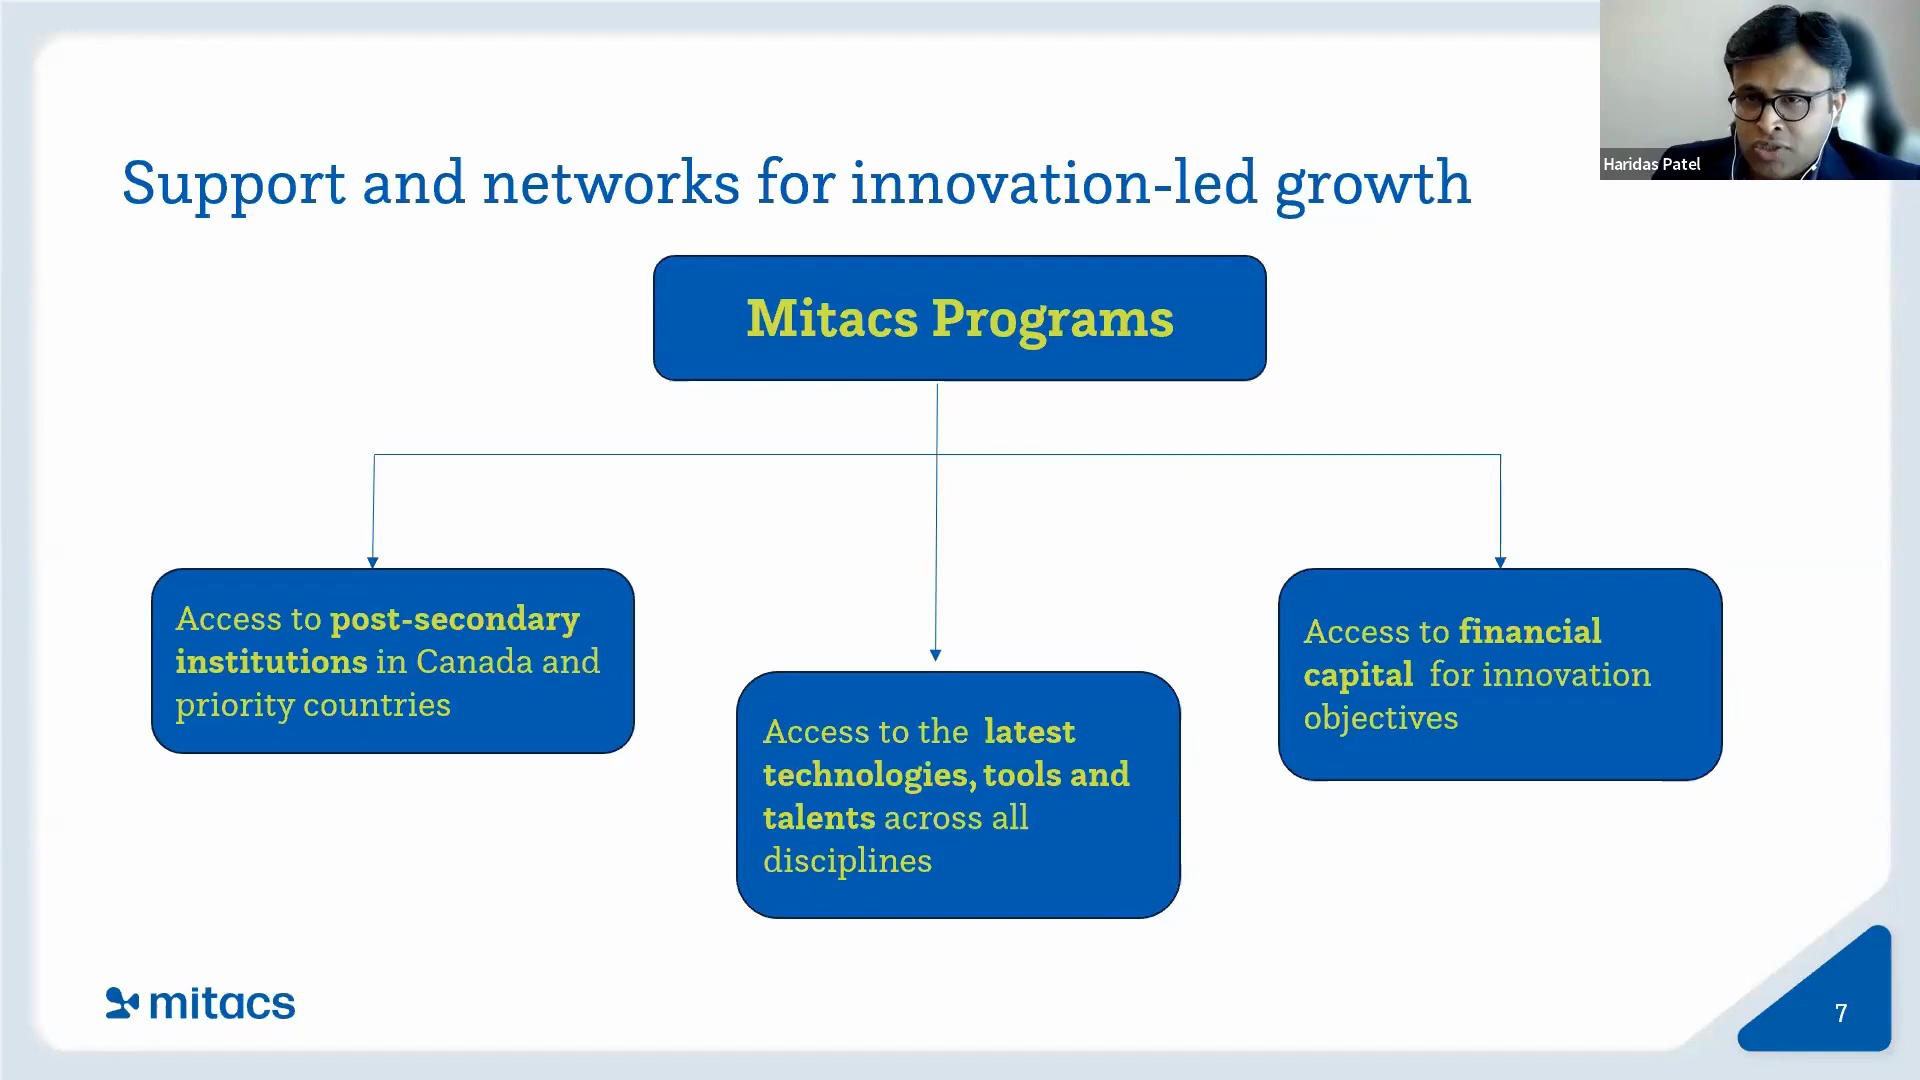 Haridas Patel
Support and networks for innovation-led growth
Mitacs Programs
Access to post-secondary
institutions in Canada and
priority countries
Access to the latest
technologies, tools and
talents across all
disciplines
Access to financial
capital for innovation
objectives
mitacs
7